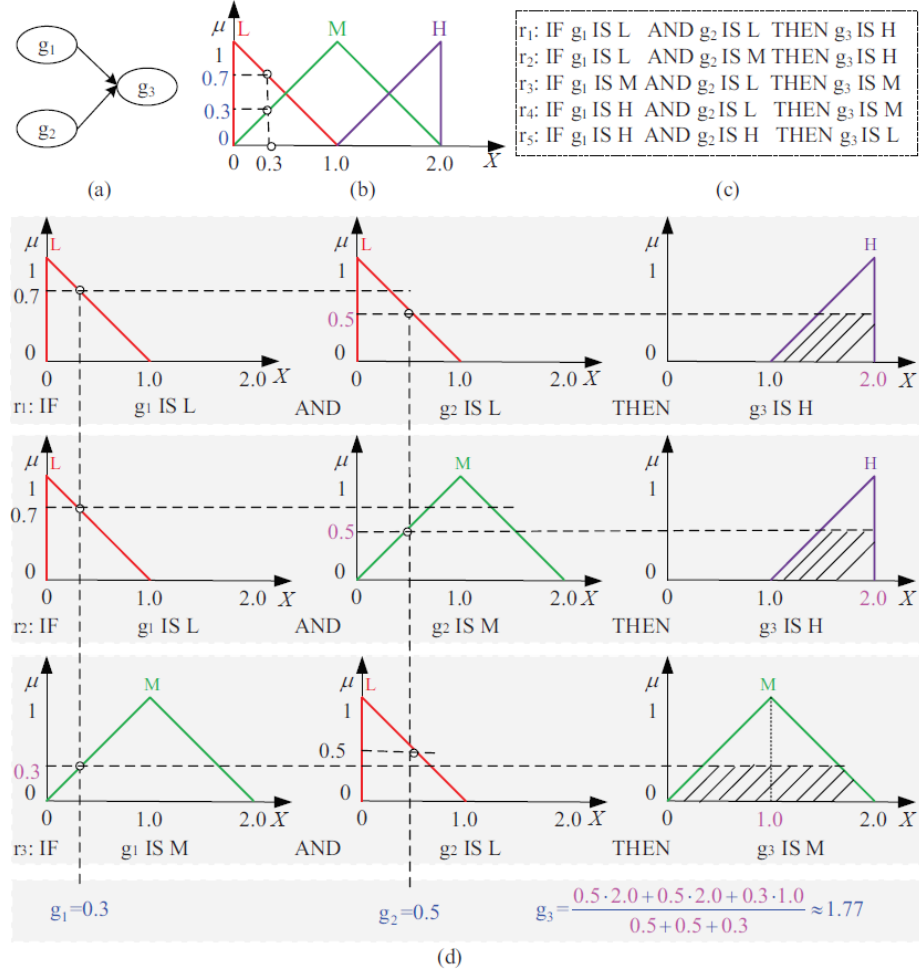 g₁
g₂
g₃
(a)
μ L M H
1
0.7
0.3
0
0 0.3 1.0 2.0 X
(b)
r₁: IF g₁ IS L AND g₂ IS L THEN g₃ IS H
r₂: IF g₁ IS L AND g₂ IS M THEN g₃ IS H
r₃: IF g₁ IS M AND g₂ IS L THEN g₃ IS M
r₄: IF g₁ IS H AND g₂ IS L THEN g₃ IS M
r₅: IF g₁ IS H AND g₂ IS H THEN g₃ IS L
(c)
μ L μ L μ H
1 1 1
0.7 0.5
0 0 0
0 1.0 2.0 X 0 1.0 2.0 X 0 1.0 2.0 X
r₁: IF g₁ IS L AND g₂ IS L THEN g₃ IS H
μ L μ M μ H
1 1 1
0.7 0.5
0 0 0
0 1.0 2.0 X 0 1.0 2.0 X 0 1.0 2.0 X
r₂: IF g₁ IS L AND g₂ IS M THEN g₃ IS H
μ M μ L μ M
1 1 1
0.3 0.5
0 0 0
0 1.0 2.0 X 0 1.0 2.0 X 0 1.0 2.0 X
r₃: IF g₁ IS M AND g₂ IS L THEN g₃ IS M
g₁=0.3 g₂=0.5 g₃= 0.5·2.0+0.5·2.0+0.3·1.0 / 0.5+0.5+0.3 ≈1.77
(d)